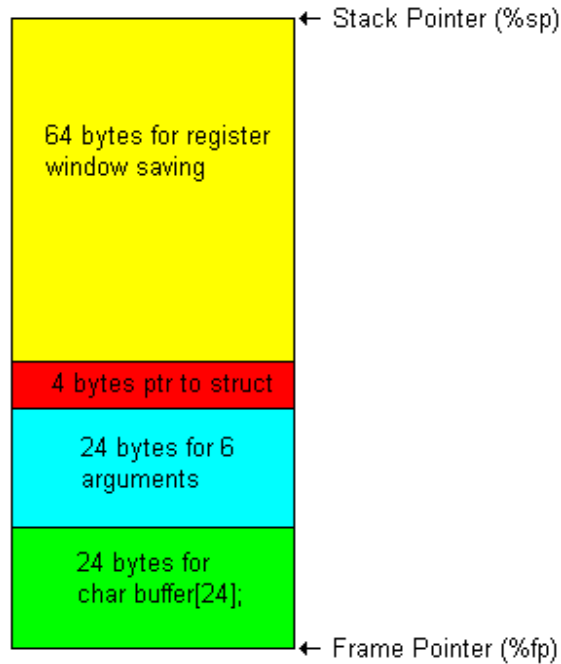 ← Stack Pointer (%sp)
64 bytes for register
window saving
4 bytes ptr to struct
24 bytes for 6
arguments
24 bytes for
char buffer[24];
← Frame Pointer (%fp)